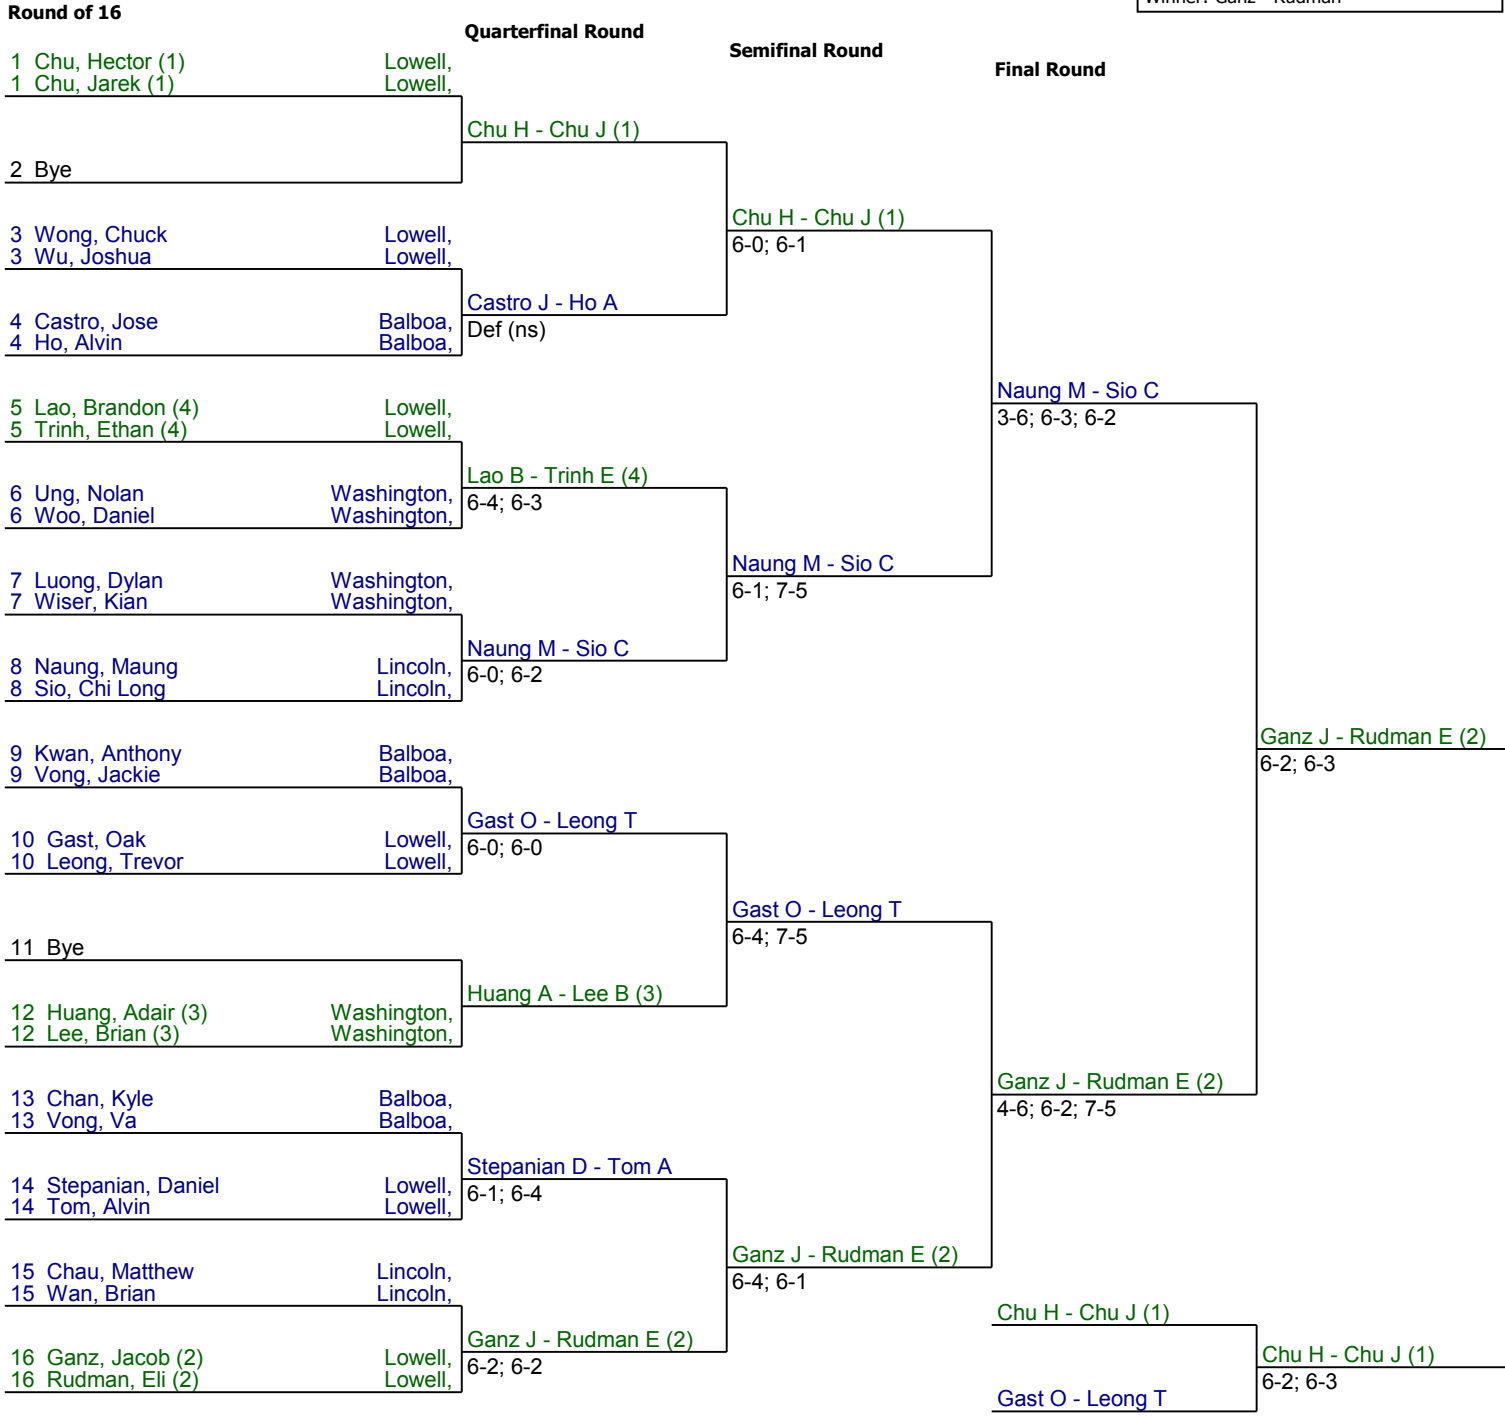 Winner: Ganz - Rudman
Round of 16
Quarterfinal Round
Semifinal Round
Final Round
1 Chu, Hector (1) Lowell,
1 Chu, Jarek (1) Lowell,
Chu H - Chu J (1)
2 Bye
Chu H - Chu J (1)
6-0; 6-1
3 Wong, Chuck Lowell,
3 Wu, Joshua Lowell,
Castro J - Ho A
Def (ns)
4 Castro, Jose Balboa,
4 Ho, Alvin Balboa,
Naung M - Sio C
3-6; 6-3; 6-2
5 Lao, Brandon (4) Lowell,
5 Trinh, Ethan (4) Lowell,
Lao B - Trinh E (4)
6-4; 6-3
6 Ung, Nolan Washington,
6 Woo, Daniel Washington,
Naung M - Sio C
6-1; 7-5
7 Luong, Dylan Washington,
7 Wiser, Kian Washington,
Naung M - Sio C
6-0; 6-2
8 Naung, Maung Lincoln,
8 Sio, Chi Long Lincoln,
Ganz J - Rudman E (2)
6-2; 6-3
9 Kwan, Anthony Balboa,
9 Vong, Jackie Balboa,
Gast O - Leong T
6-0; 6-0
10 Gast, Oak Lowell,
10 Leong, Trevor Lowell,
Gast O - Leong T
6-4; 7-5
11 Bye
Huang A - Lee B (3)
12 Huang, Adair (3) Washington,
12 Lee, Brian (3) Washington,
Ganz J - Rudman E (2)
4-6; 6-2; 7-5
13 Chan, Kyle Balboa,
13 Vong, Va Balboa,
Stepanian D - Tom A
6-1; 6-4
14 Stepanian, Daniel Lowell,
14 Tom, Alvin Lowell,
Ganz J - Rudman E (2)
6-4; 6-1
15 Chau, Matthew Lincoln,
15 Wan, Brian Lincoln,
Ganz J - Rudman E (2)
6-2; 6-2
16 Ganz, Jacob (2) Lowell,
16 Rudman, Eli (2) Lowell,
Chu H - Chu J (1)
Chu H - Chu J (1)
6-2; 6-3
Gast O - Leong T